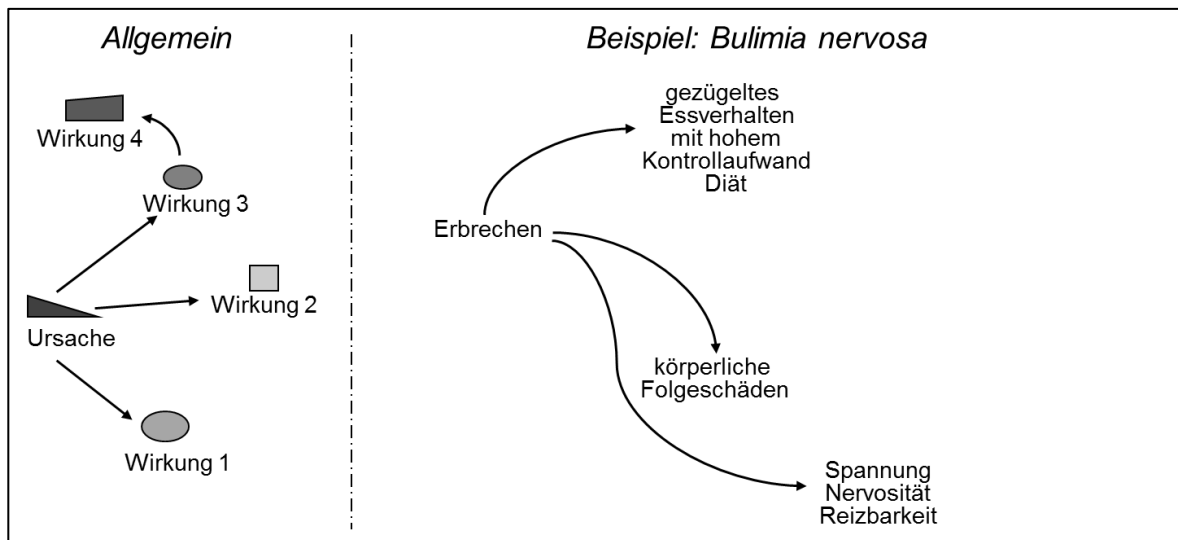 Allgemein
Wirkung 4
Wirkung 3
Wirkung 2
Ursache
Wirkung 1
Beispiel: Bulimia nervosa
gezügeltes
Essverhalten
mit hohem
Kontrollaufwand
Diät
Erbrechen
körperliche
Folgeschäden
Spannung
Nervosität
Reizbarkeit